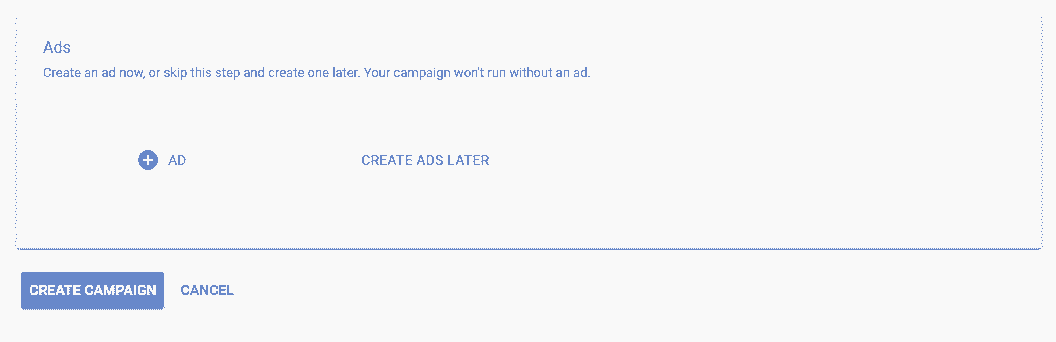 Ads
Create an ad now, or skip this step and create one later. Your campaign won't run without an ad.
AD CREATE ADS LATER
CREATE CAMPAIGN CANCEL